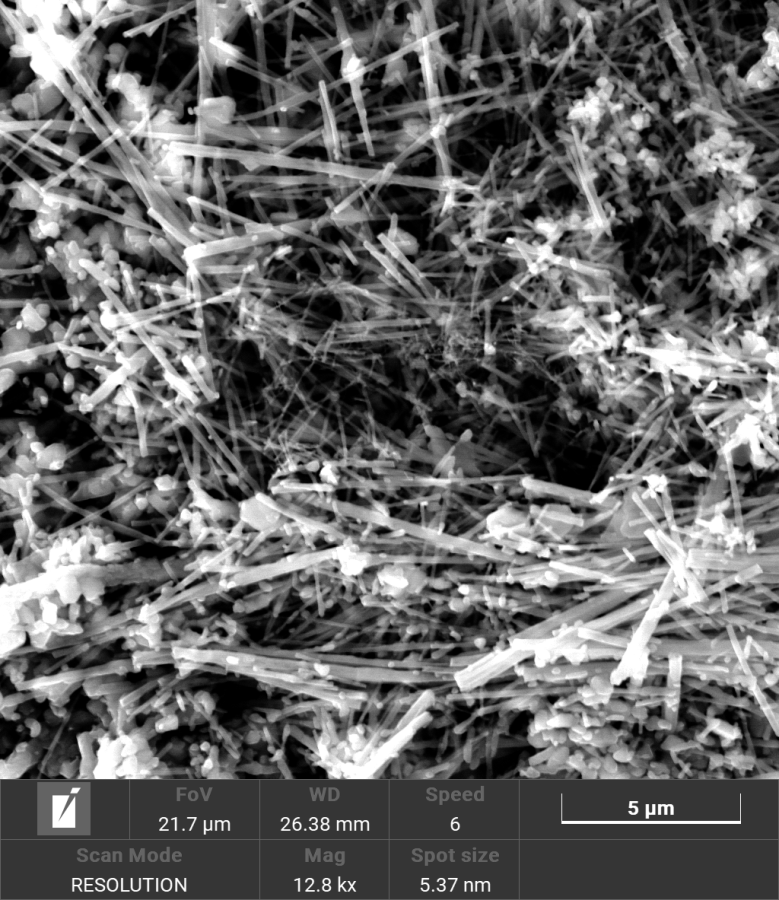 FoV
21.7 µm
WD
26.38 mm
Speed
6
5 µm
Scan Mode
RESOLUTION
Mag
12.8 kx
Spot size
5.37 nm